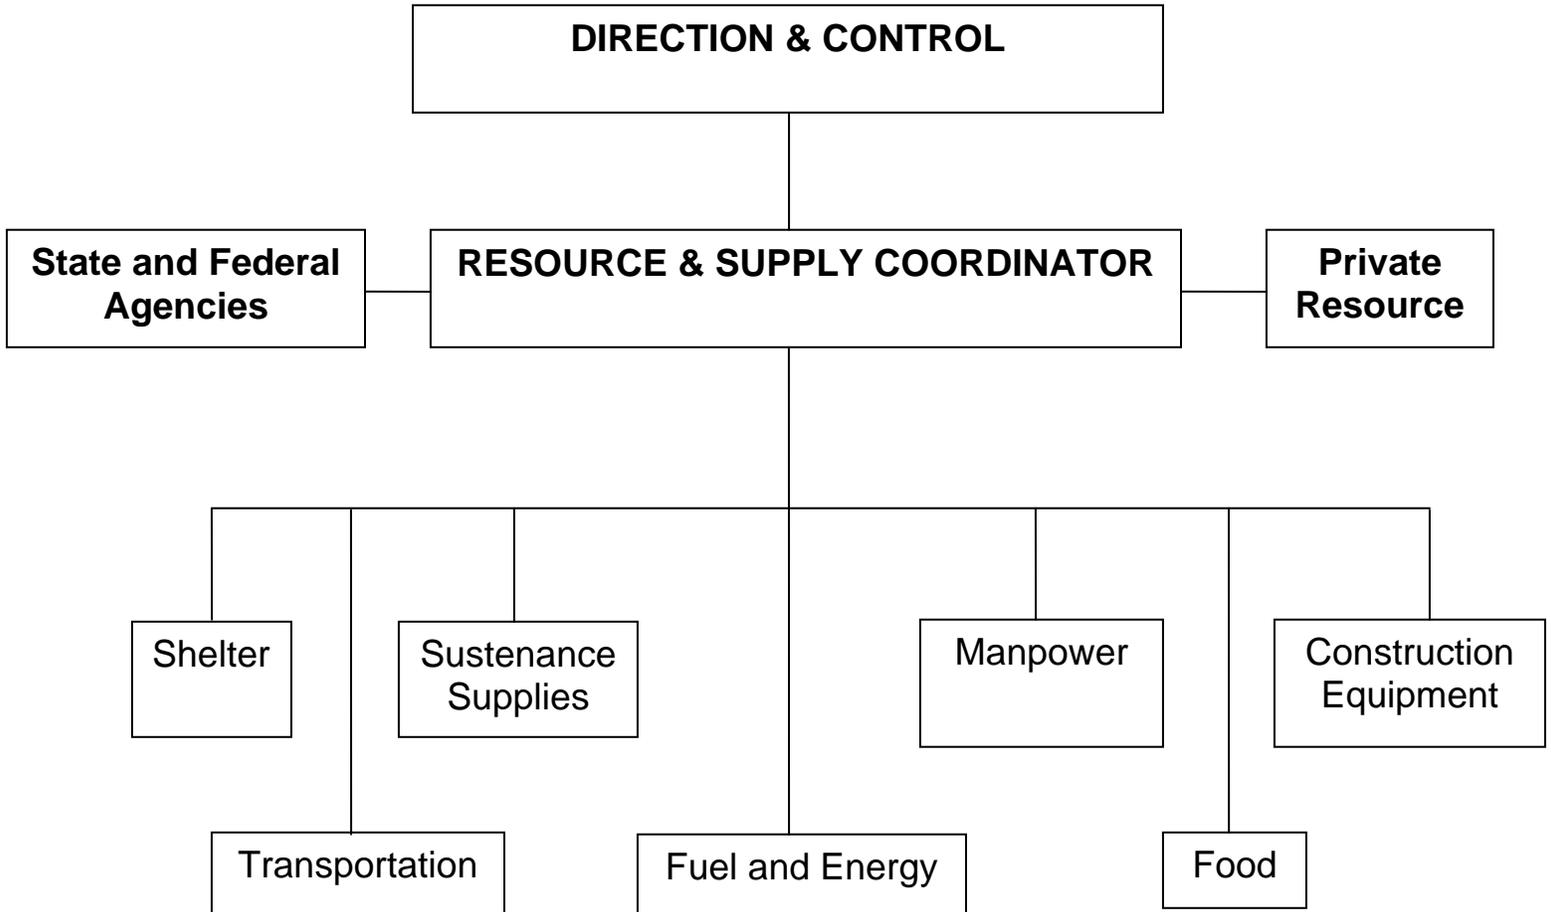 DIRECTION & CONTROL
State and Federal
Agencies
RESOURCE & SUPPLY COORDINATOR
Private
Resource
Shelter
Sustenance
Supplies
Manpower
Construction
Equipment
Transportation
Fuel and Energy
Food